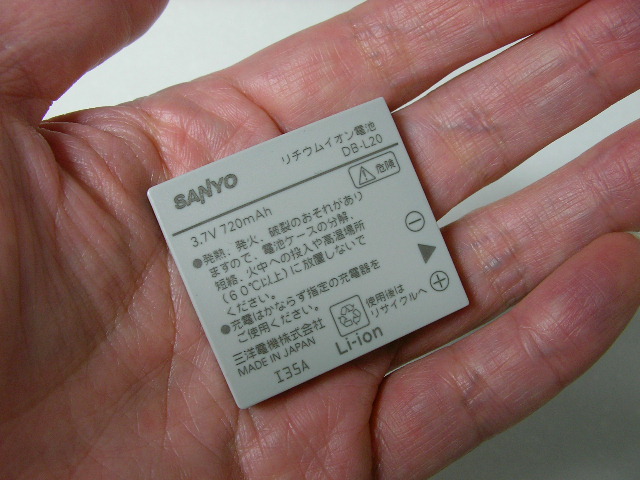 SANYO
リチウムイオン電池
DB-L20
3.7V 720mAh
危険
●発熱、発火、破裂のおそれがあり
ますので、電池ケースの分解、
短絡、火中への投入や高温場所
(60℃以上)に放置しないで
ください。
●充電はかならず指定の充電器を
ご使用ください。
三洋電機株式会社
MADE IN JAPAN
I35A
使用後は
リサイクルへ
Li-ion